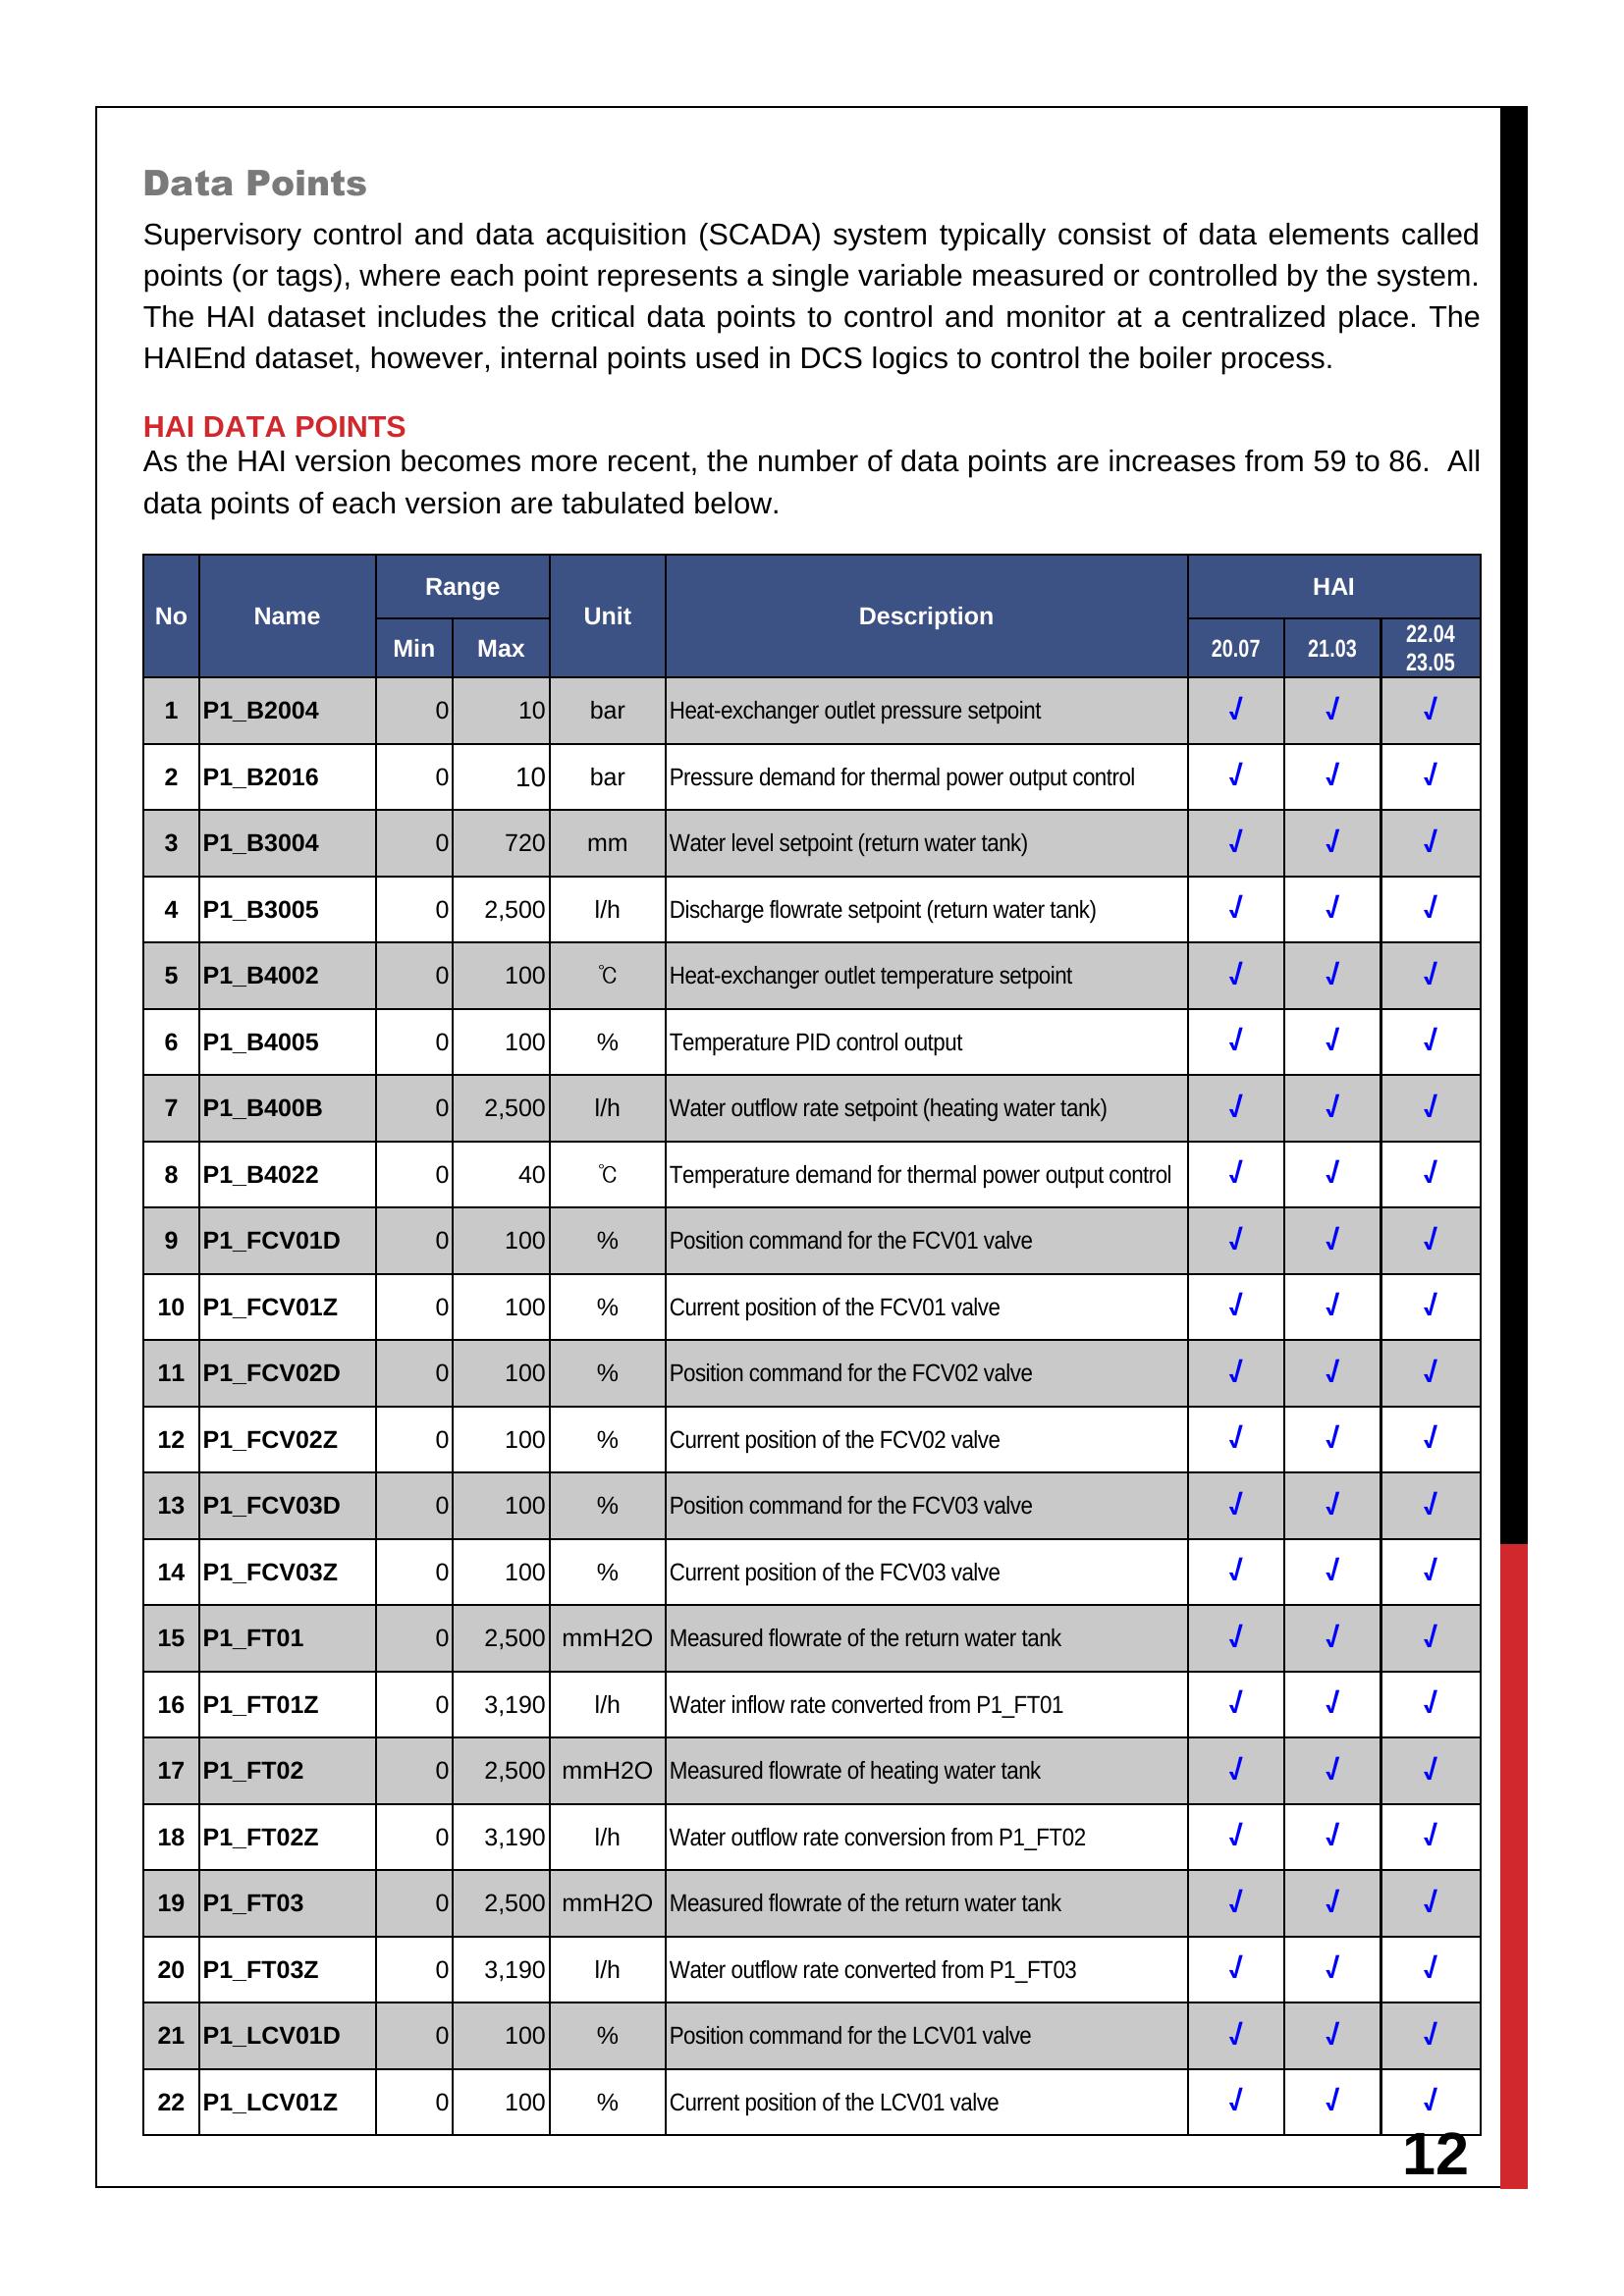 Data Points
Supervisory control and data acquisition (SCADA) system typically consist of data elements called
points (or tags), where each point represents a single variable measured or controlled by the system.
The HAI dataset includes the critical data points to control and monitor at a centralized place. The
HAIEnd dataset, however, internal points used in DCS logics to control the boiler process.
HAI DATA POINTS
As the HAI version becomes more recent, the number of data points are increases from 59 to 86.  All
data points of each version are tabulated below.
No Name Range Unit Description HAI
Min Max 20.07 21.03 22.04 23.05
1 P1_B2004 0 10 bar Heat-exchanger outlet pressure setpoint √ √ √
2 P1_B2016 0 10 bar Pressure demand for thermal power output control √ √ √
3 P1_B3004 0 720 mm Water level setpoint (return water tank) √ √ √
4 P1_B3005 0 2,500 l/h Discharge flowrate setpoint (return water tank) √ √ √
5 P1_B4002 0 100 ℃ Heat-exchanger outlet temperature setpoint √ √ √
6 P1_B4005 0 100 % Temperature PID control output √ √ √
7 P1_B400B 0 2,500 l/h Water outflow rate setpoint (heating water tank) √ √ √
8 P1_B4022 0 40 ℃ Temperature demand for thermal power output control √ √ √
9 P1_FCV01D 0 100 % Position command for the FCV01 valve √ √ √
10 P1_FCV01Z 0 100 % Current position of the FCV01 valve √ √ √
11 P1_FCV02D 0 100 % Position command for the FCV02 valve √ √ √
12 P1_FCV02Z 0 100 % Current position of the FCV02 valve √ √ √
13 P1_FCV03D 0 100 % Position command for the FCV03 valve √ √ √
14 P1_FCV03Z 0 100 % Current position of the FCV03 valve √ √ √
15 P1_FT01 0 2,500 mmH2O Measured flowrate of the return water tank √ √ √
16 P1_FT01Z 0 3,190 l/h Water inflow rate converted from P1_FT01 √ √ √
17 P1_FT02 0 2,500 mmH2O Measured flowrate of heating water tank √ √ √
18 P1_FT02Z 0 3,190 l/h Water outflow rate conversion from P1_FT02 √ √ √
19 P1_FT03 0 2,500 mmH2O Measured flowrate of the return water tank √ √ √
20 P1_FT03Z 0 3,190 l/h Water outflow rate converted from P1_FT03 √ √ √
21 P1_LCV01D 0 100 % Position command for the LCV01 valve √ √ √
22 P1_LCV01Z 0 100 % Current position of the LCV01 valve √ √ √
12